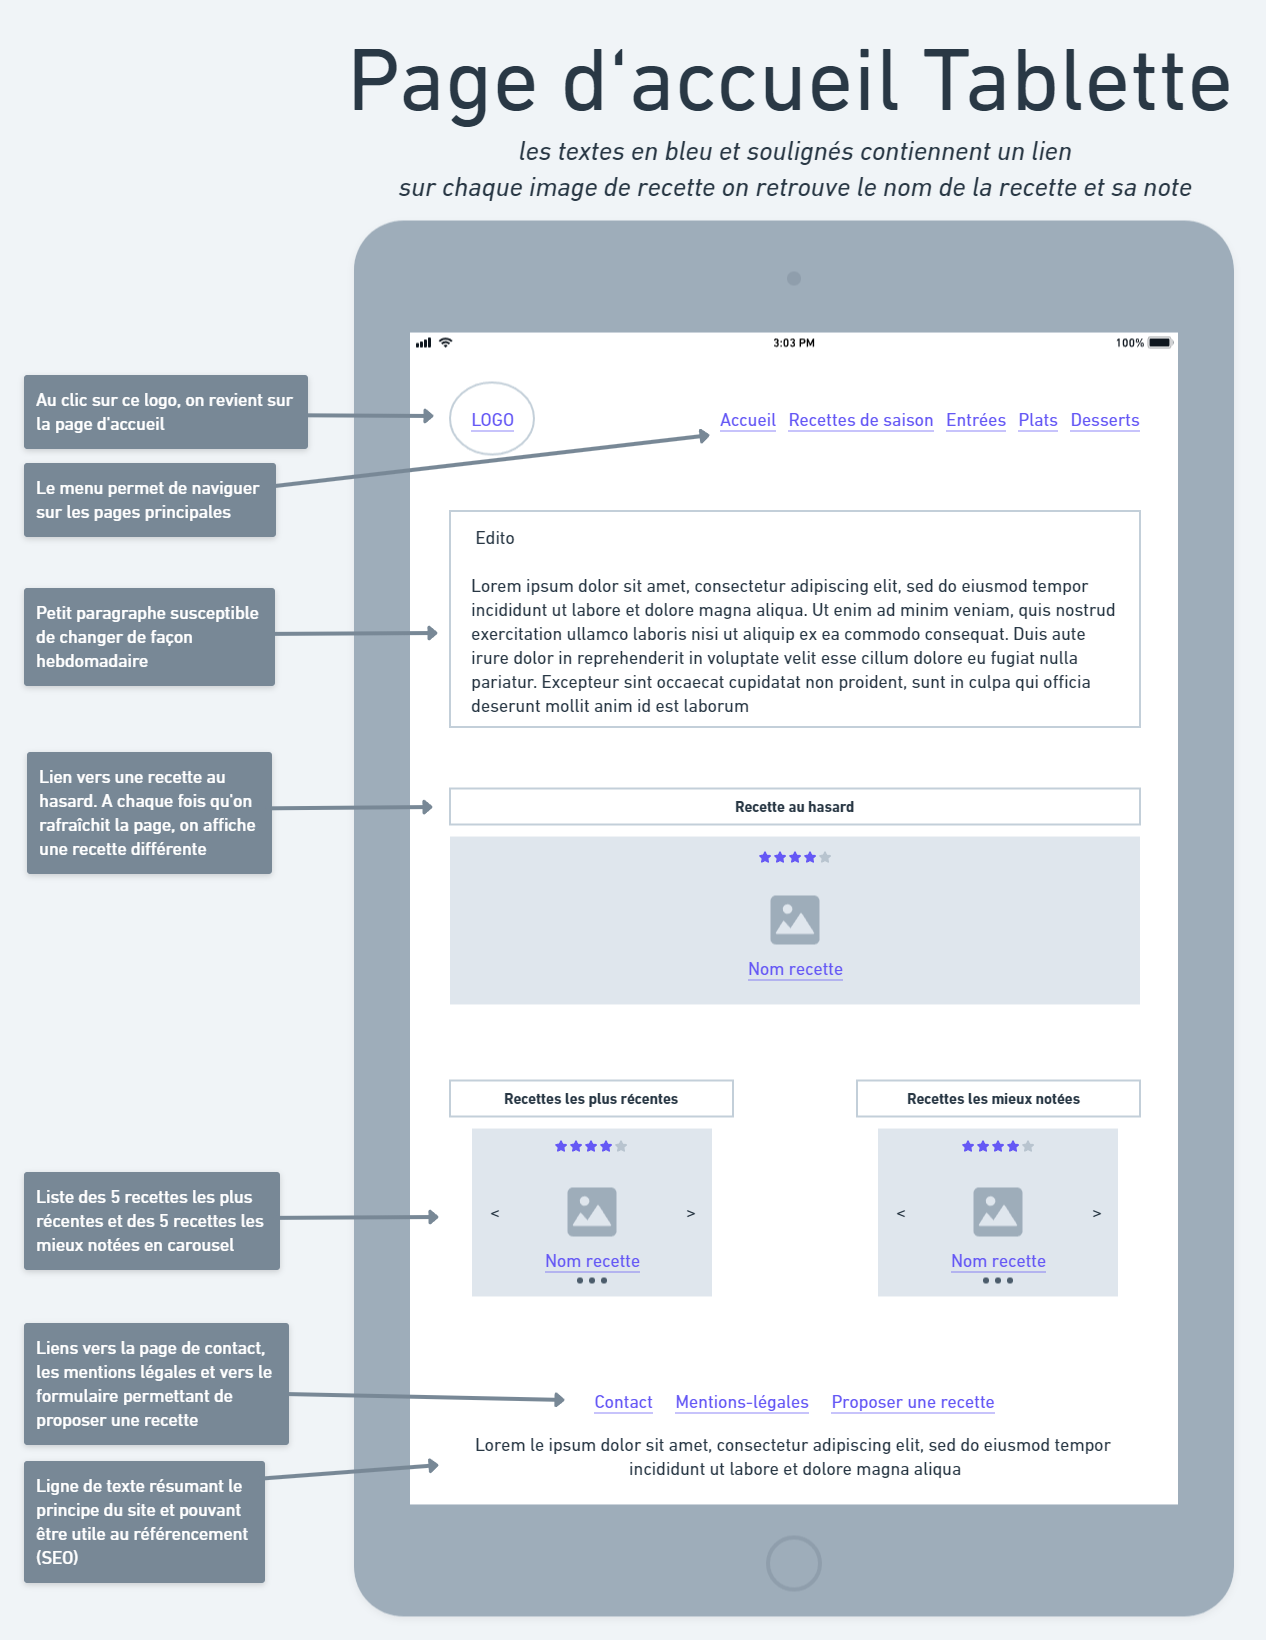 Page d‘accueil Tablette
les textes en bleu et soulignés contiennent un lien
sur chaque image de recette on retrouve le nom de la recette et sa note
3:03 PM
100%
Au clic sur ce logo, on revient sur
la page d'accueil
LOGO
Accueil Recettes de saison Entrées Plats Desserts
Le menu permet de naviguer
sur les pages principales
Edito
Petit paragraphe susceptible
de changer de façon
hebdomadaire
Lorem ipsum dolor sit amet, consectetur adipiscing elit, sed do eiusmod tempor
incididunt ut labore et dolore magna aliqua. Ut enim ad minim veniam, quis nostrud
exercitation ullamco laboris nisi ut aliquip ex ea commodo consequat. Duis aute
irure dolor in reprehenderit in voluptate velit esse cillum dolore eu fugiat nulla
pariatur. Excepteur sint occaecat cupidatat non proident, sunt in culpa qui officia
deserunt mollit anim id est laborum
Lien vers une recette au
hasard. A chaque fois qu'on
rafraîchit la page, on affiche
une recette différente
Recette au hasard
Nom recette
Recettes les plus récentes
Recettes les mieux notées
Liste des 5 recettes les plus
récentes et des 5 recettes les
mieux notées en carousel
< >
Nom recette
< >
Nom recette
Liens vers la page de contact,
les mentions légales et vers le
formulaire permettant de
proposer une recette
Contact Mentions-légales Proposer une recette
Lorem le ipsum dolor sit amet, consectetur adipiscing elit, sed do eiusmod tempor
incididunt ut labore et dolore magna aliqua
Ligne de texte résumant le
principe du site et pouvant
être utile au référencement
(SEO)